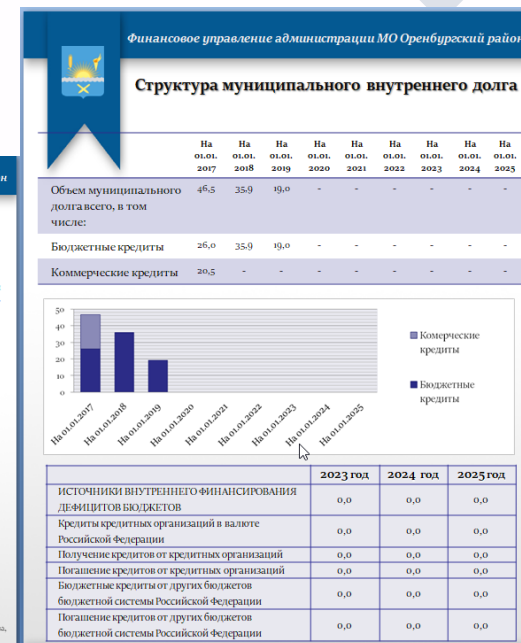 Финансовое управление администрации МО Оренбургский район
Структура муниципального внутреннего долга
На 01.01. 2017 На 01.01. 2018 На 01.01. 2019 На 01.01. 2020 На 01.01. 2021 На 01.01. 2022 На 01.01. 2023 На 01.01. 2024 На 01.01. 2025
Объем муниципального 46,5 35,9 19,0 - - - - - -
долга всего, в том
числе:
Бюджетные кредиты 26,0 35,9 19,0 - - - - - -
Коммерческие кредиты 20,5 - - - - - - - -
50
40
30
20
10
0
На 01.01.2017
На 01.01.2018
На 01.01.2019
На 01.01.2020
На 01.01.2021
На 01.01.2022
На 01.01.2023
На 01.01.2024
На 01.01.2025
Комерческие
кредиты
Бюджетные
кредиты
2023 год 2024 год 2025 год
ИСТОЧНИКИ ВНУТРЕННЕГО ФИНАНСИРОВАНИЯ
ДЕФИЦИТОВ БЮДЖЕТОВ 0,0 0,0 0,0
Кредиты кредитных организаций в валюте
Российской Федерации 0,0 0,0 0,0
Получение кредитов от кредитных организаций 0,0 0,0 0,0
Погашение кредитов от кредитных организаций 0,0 0,0 0,0
Бюджетные кредиты от других бюджетов
бюджетной системы Российской Федерации 0,0 0,0 0,0
Погашение кредитов от других бюджетов
бюджетной системы Российской Федерации 0,0 0,0 0,0